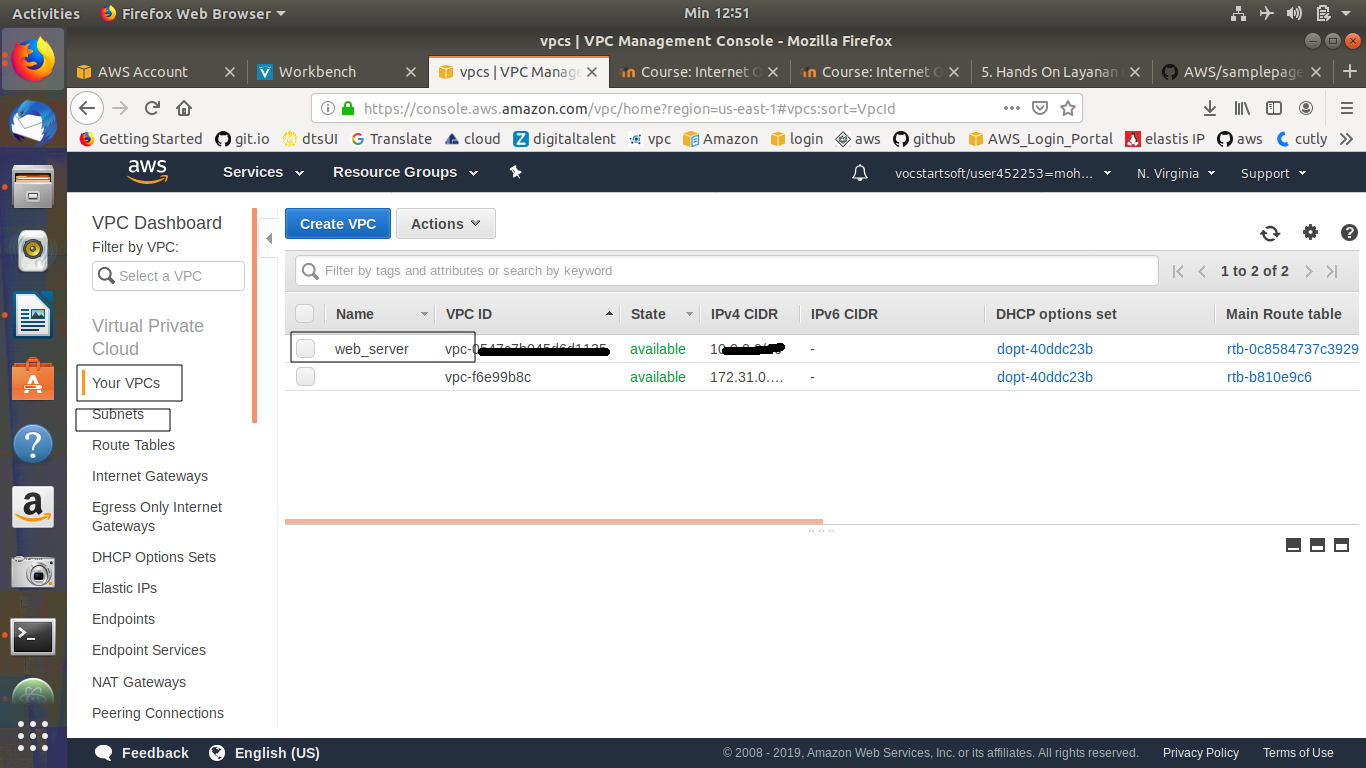 Activities Firefox Web Browser Min 12:51
vpcs | VPC Management Console - Mozilla Firefox
AWS Account Workbench vpcs | VPC Manag Course: Internet O Course: Internet O 5. Hands On Layanan AWS/samplepage
https://console.aws.amazon.com/vpc/home?region=us-east-1#vpcs:sort=VpcId
Getting Started git.io dtsUI Translate cloud digitaltalent vpc Amazon login aws github AWS_Login_Portal elastis IP aws cutly
aws Services Resource Groups vocstartsoft/user452253=moh... N. Virginia Support
VPC Dashboard
Filter by VPC:
Select a VPC
Virtual Private
Cloud
Your VPCs
Subnets
Route Tables
Internet Gateways
Egress Only Internet
Gateways
DHCP Options Sets
Elastic IPs
Endpoints
Endpoint Services
NAT Gateways
Peering Connections
Create VPC Actions
Filter by tags and attributes or search by keyword 1 to 2 of 2
Name VPC ID State IPv4 CIDR IPv6 CIDR DHCP options set Main Route table
web_server vpc- available 10 - dopt-40ddc23b rtb-0c8584737c3929
vpc-f6e99b8c available 172.31.0.… - dopt-40ddc23b rtb-b810e9c6
Feedback English (US) © 2008 - 2019, Amazon Web Services, Inc. or its affiliates. All rights reserved. Privacy Policy Terms of Use